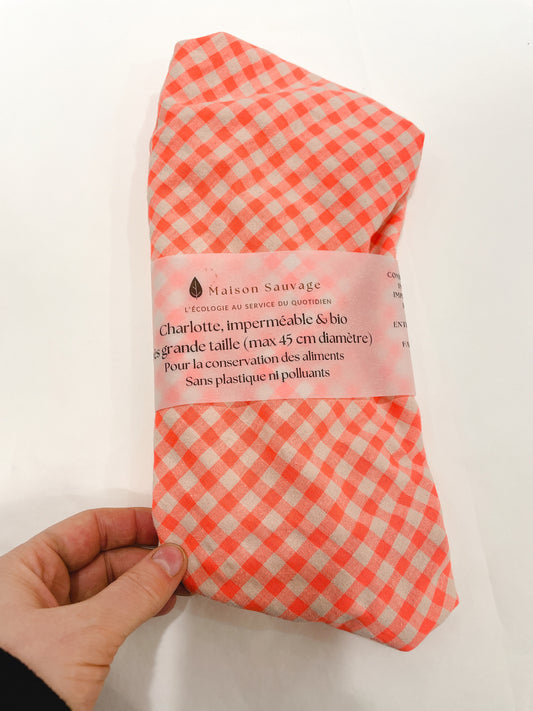 Maison Sauvage
L'ÉCOLOGIE AU SERVICE DU QUOTIDIEN
Charlotte, imperméable & bio
grande taille (max 45 cm diamètre)
Pour la conservation des aliments
Sans plastique ni polluants